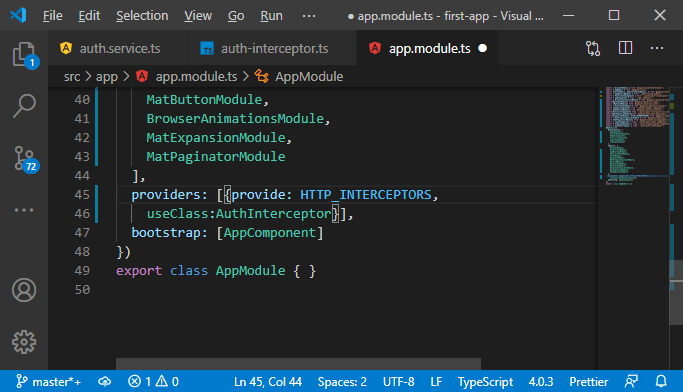 File Edit Selection View Go Run ··· ● app.module.ts - first-app - Visual ...
auth.service.ts TS auth-interceptor.ts app.module.ts ●
src > app > app.module.ts > AppModule
1
72
40 MatButtonModule,
41 BrowserAnimationsModule,
42 MatExpansionModule,
43 MatPaginatorModule
44 ],
45 providers: [{provide: HTTP_INTERCEPTORS,
46 useClass:AuthInterceptor}],
47 bootstrap: [AppComponent]
48 })
49 export class AppModule { }
50
master*+ 1 0 Ln 45, Col 44 Spaces: 2 UTF-8 LF TypeScript 4.0.3 Prettier